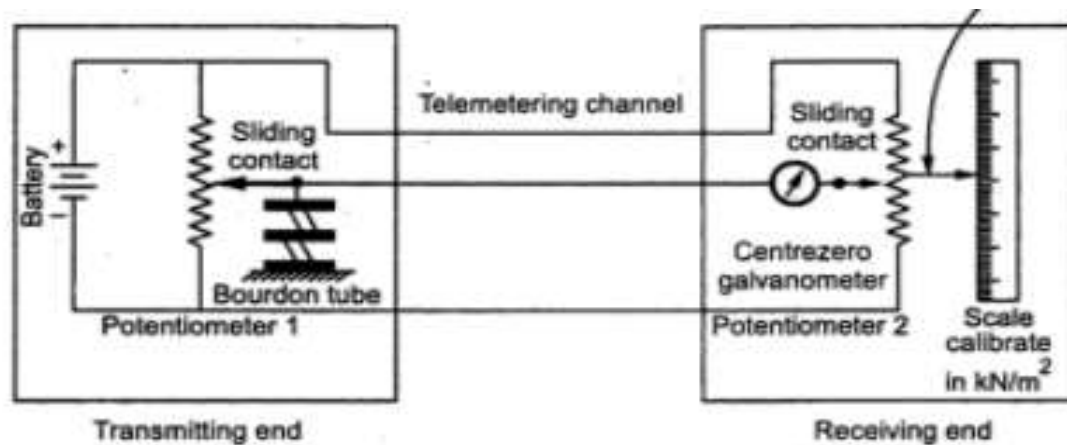 Telemetering channel
Sliding
contact
Sliding
contact
Battery
+
−
Bourdon tube
Centrezero
galvanometer
Potentiometer 1
Potentiometer 2
Scale
calibrate
in kN/m²
Transmitting end
Receiving end